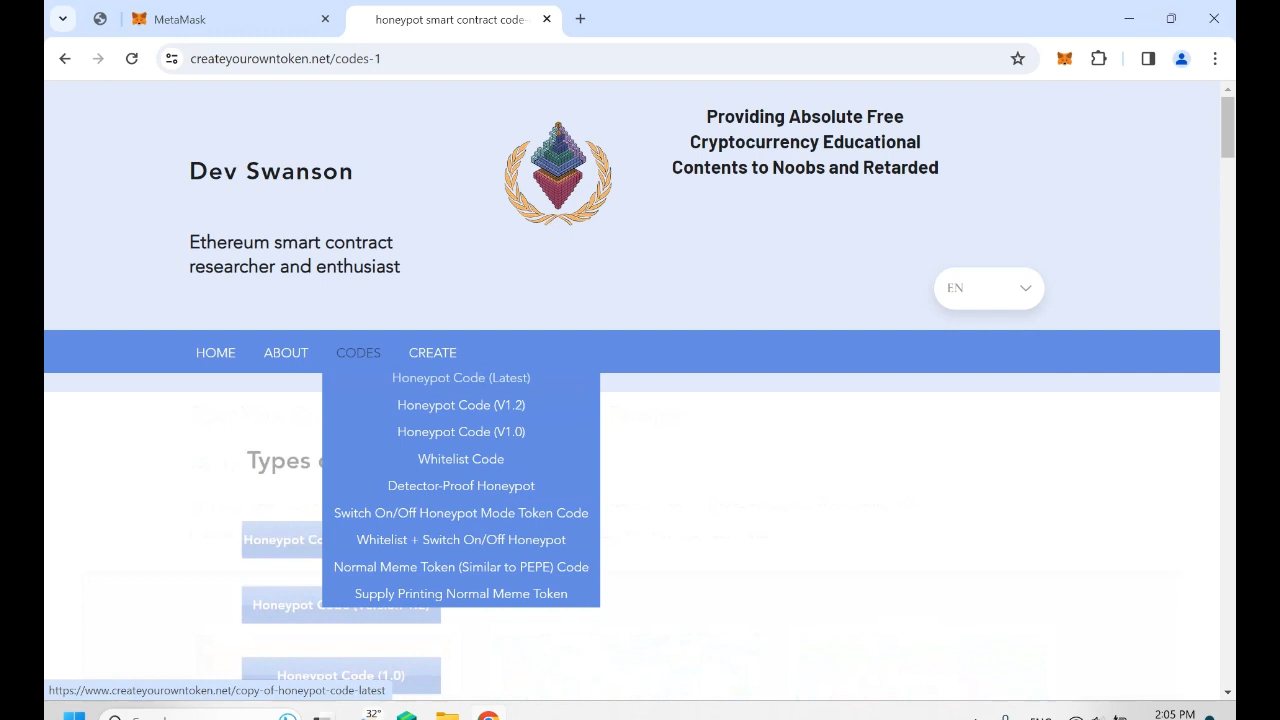 MetaMask
honeypot smart contract code
createyourowntoken.net/codes-1
Providing Absolute Free
Cryptocurrency Educational
Contents to Noobs and Retarded
Dev Swanson
Ethereum smart contract
researcher and enthusiast
EN
HOME ABOUT CODES CREATE
Honeypot Code (Latest)
Honeypot Code (V1.2)
Honeypot Code (V1.0)
Whitelist Code
Detector-Proof Honeypot
Switch On/Off Honeypot Mode Token Code
Whitelist + Switch On/Off Honeypot
Normal Meme Token (Similar to PEPE) Code
Supply Printing Normal Meme Token
Types
Honeypot
Honeypot
Honeypot Code (1.0)
https://www.createyourowntoken.net/copy-of-honeypot-code-latest
32°
2:05 PM